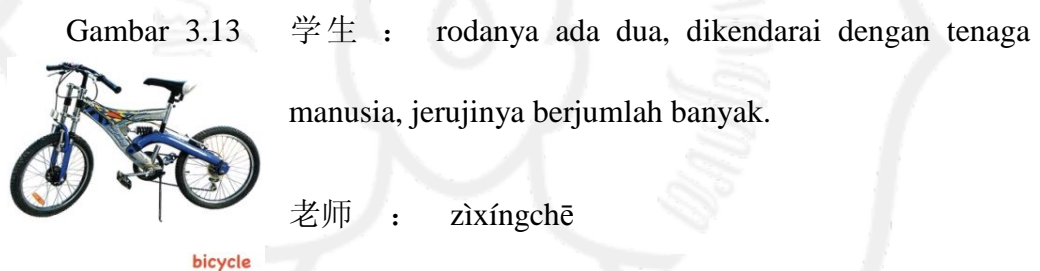 Gambar 3.13 学生 ： rodanya ada dua, dikendarai dengan tenaga
manusia, jerujinya berjumlah banyak.
老师 ： zìxíngchē
bicycle